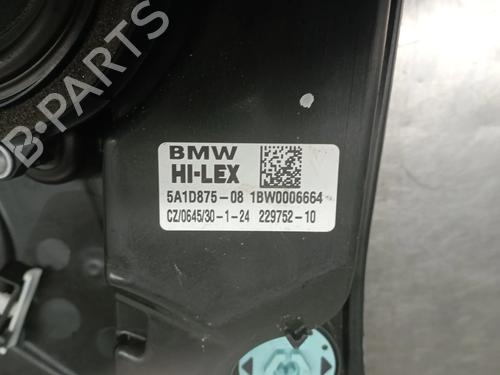 B-PARTS
BMW
HI-LEX
5A1D875-08 1BW0006664
CZ/0645/30-1-24 229752-10